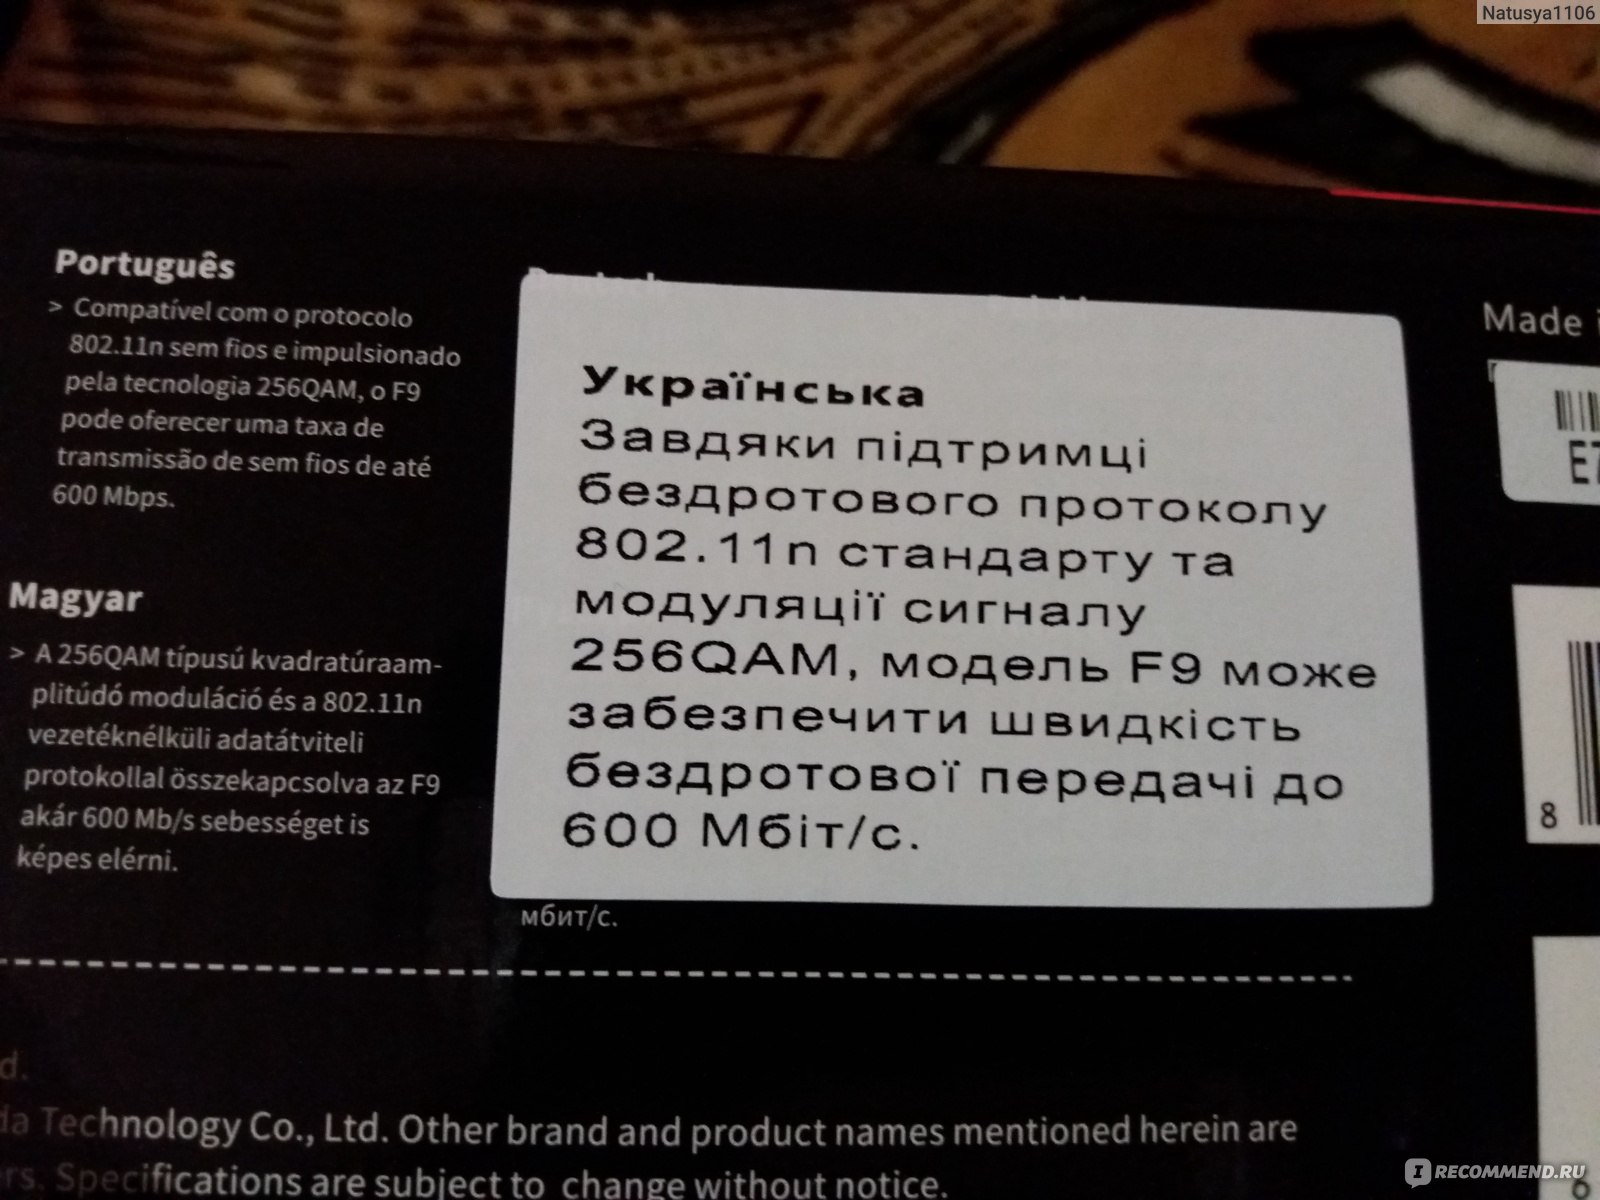 Natusya1106
Português
> Compatível com o protocolo
802.11n sem fios e impulsionado
pela tecnologia 256QAM, o F9
pode oferecer uma taxa de
transmissão de sem fios de até
600 Mbps.
Magyar
> A 256QAM típusú kvadratúraam-
plitúdó moduláció és a 802.11n
vezetéknélküli adatátviteli
protokollal összekapcsolva az F9
akár 600 Mb/s sebességet is
képes elérni.
Українська
Завдяки підтримці
бездротового протоколу
802.11n стандарту та
модуляції сигналу
256QAM, модель F9 може
забезпечити швидкість
бездротової передачі до
600 Мбіт/с.
мбит/с.
Made
8
Technology Co., Ltd. Other brand and product names mentioned herein are
Specifications are subject to change without notice.
IRECOMMEND.RU